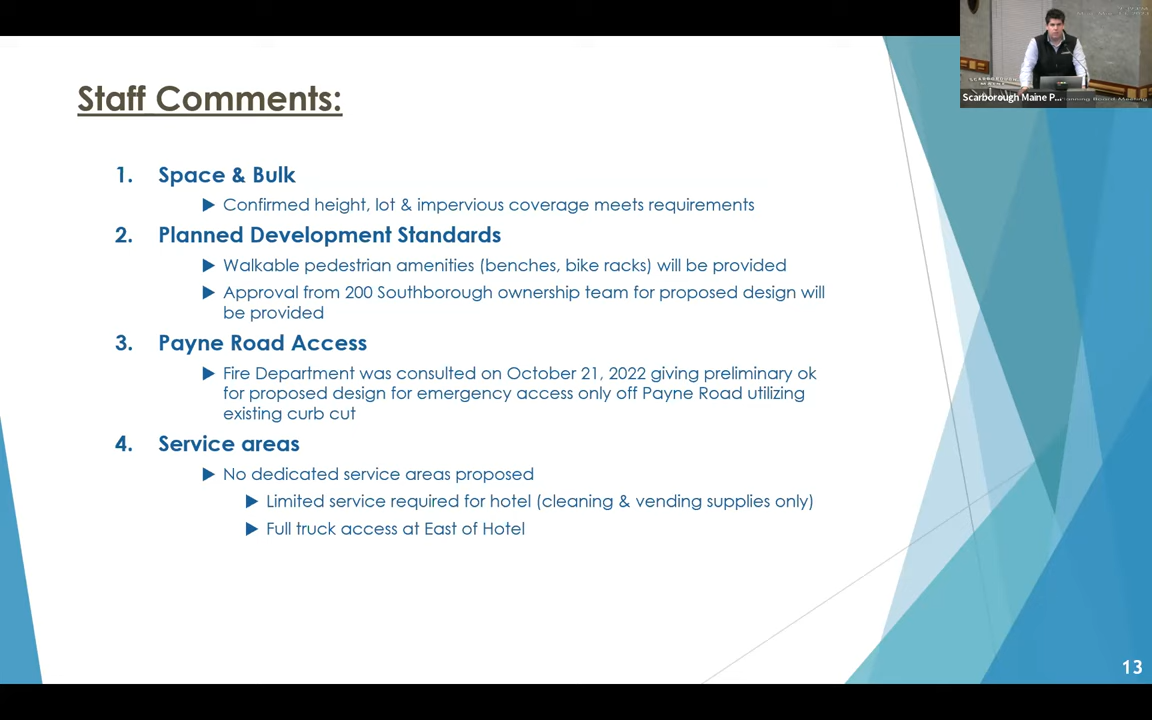 Staff Comments:
1. Space & Bulk
▶ Confirmed height, lot & impervious coverage meets requirements
2. Planned Development Standards
▶ Walkable pedestrian amenities (benches, bike racks) will be provided
▶ Approval from 200 Southborough ownership team for proposed design will
be provided
3. Payne Road Access
▶ Fire Department was consulted on October 21, 2022 giving preliminary ok
for proposed design for emergency access only off Payne Road utilizing
existing curb cut
4. Service areas
▶ No dedicated service areas proposed
▶ Limited service required for hotel (cleaning & vending supplies only)
▶ Full truck access at East of Hotel
13
Scarborough Maine P...
Planning Board Meeting